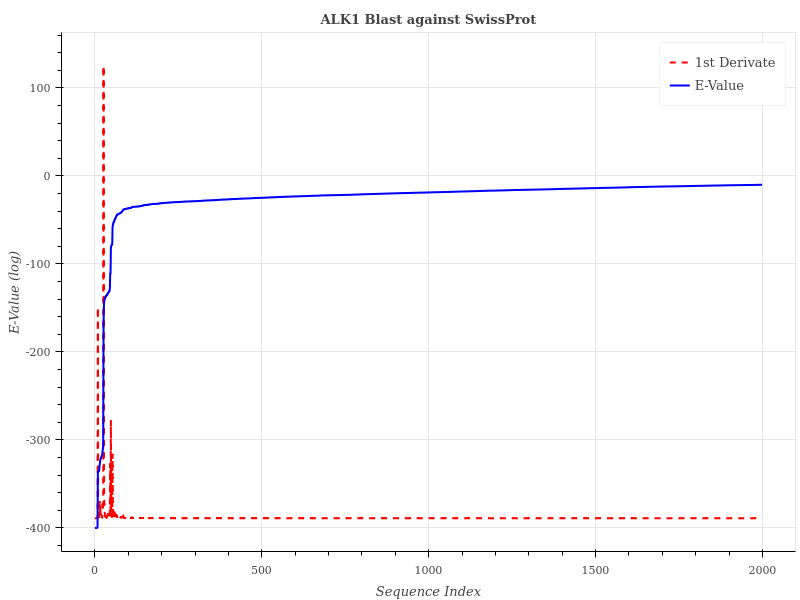 ALK1 Blast against SwissProt
1st Derivate
E-Value
E-Value (log)
100
0
-100
-200
-300
-400
0
500
1000
1500
2000
Sequence Index